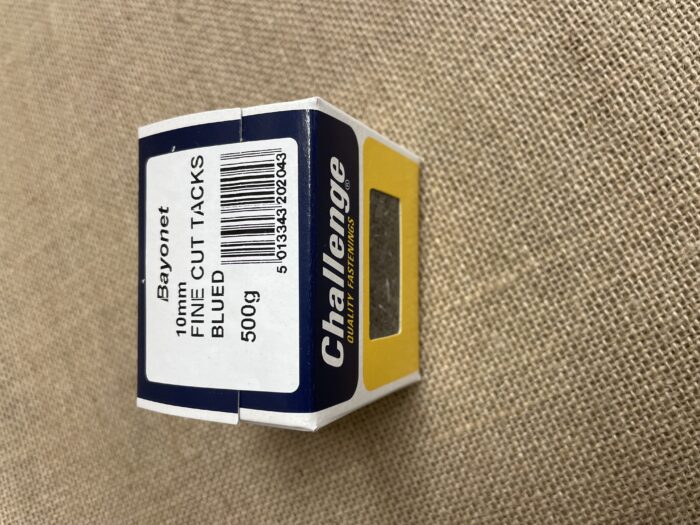 Bayonet
10mm
FINE CUT TACKS
BLUED
500g
5 013343 202043
Challenge®
QUALITY FASTENINGS